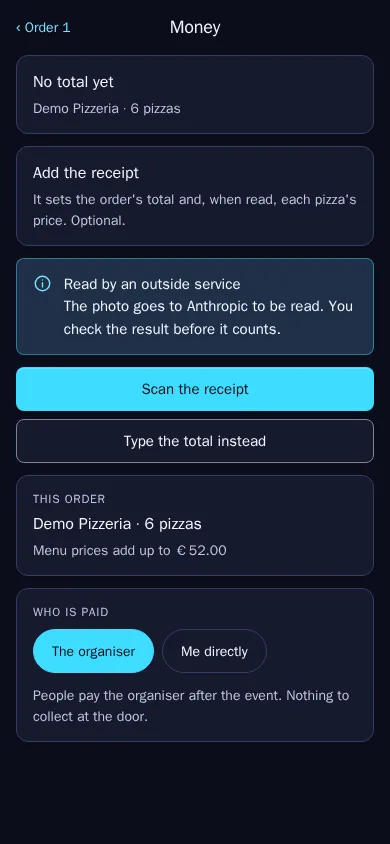 ‹ Order 1
Money
No total yet
Demo Pizzeria · 6 pizzas
Add the receipt
It sets the order's total and, when read, each pizza's
price. Optional.
Read by an outside service
The photo goes to Anthropic to be read. You
check the result before it counts.
Scan the receipt
Type the total instead
THIS ORDER
Demo Pizzeria · 6 pizzas
Menu prices add up to € 52.00
WHO IS PAID
The organiser
Me directly
People pay the organiser after the event. Nothing to
collect at the door.